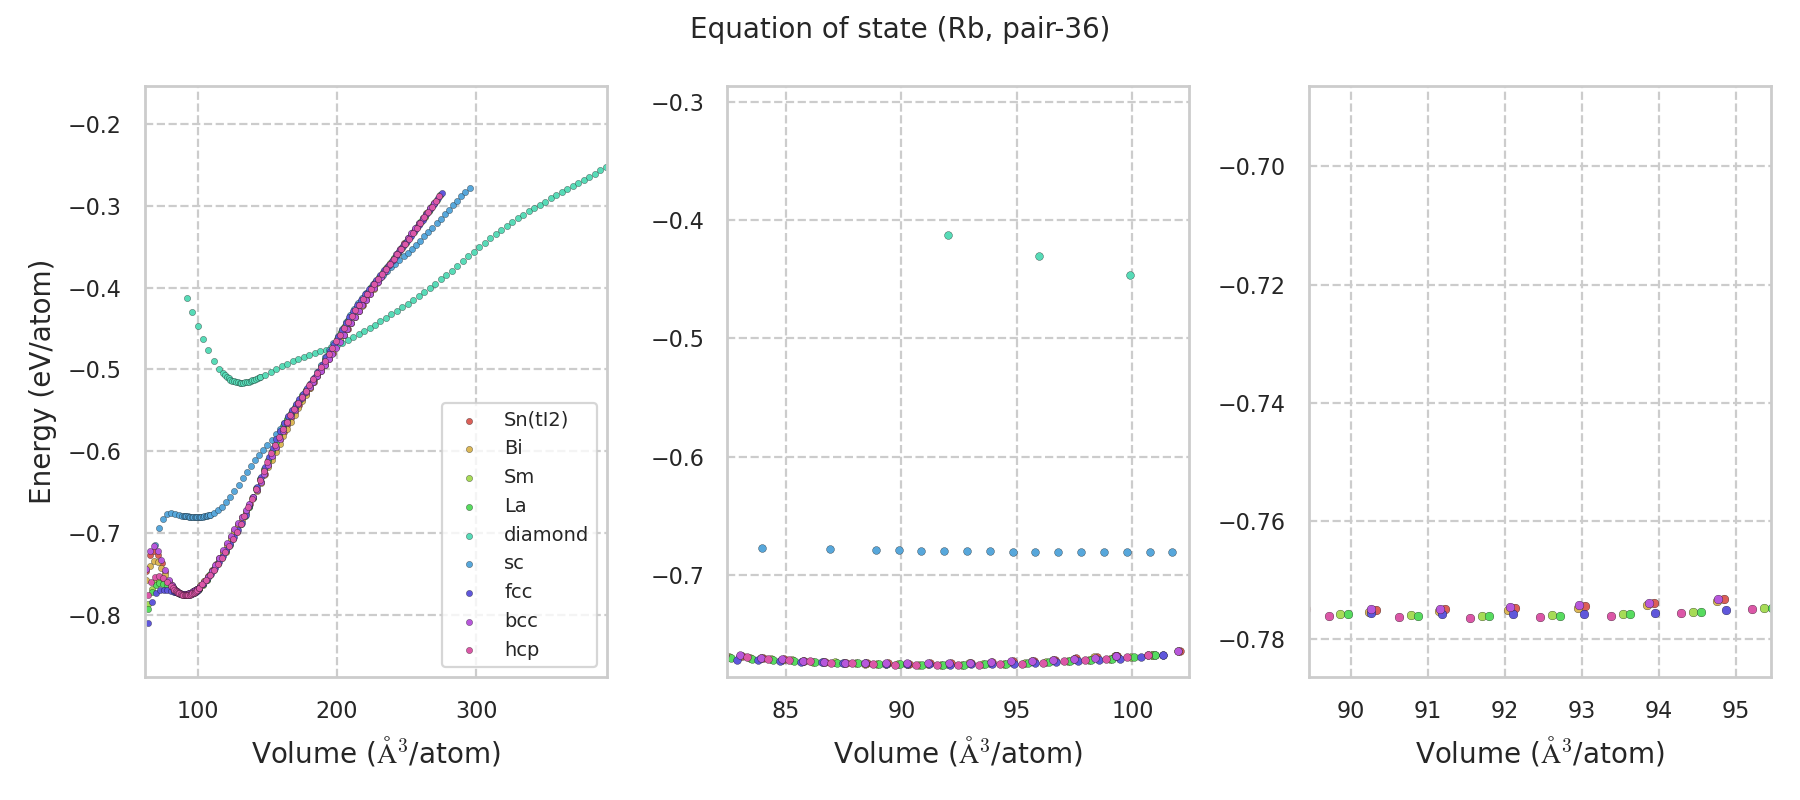 Equation of state (Rb, pair-36)
Energy (eV/atom)
−0.2
−0.3
−0.4
−0.5
−0.6
−0.7
−0.8
100
200
300
Volume (Å³/atom)
Sn(tI2)
Bi
Sm
La
diamond
sc
fcc
bcc
hcp
−0.3
−0.4
−0.5
−0.6
−0.7
85
90
95
100
Volume (Å³/atom)
−0.70
−0.72
−0.74
−0.76
−0.78
90
91
92
93
94
95
Volume (Å³/atom)